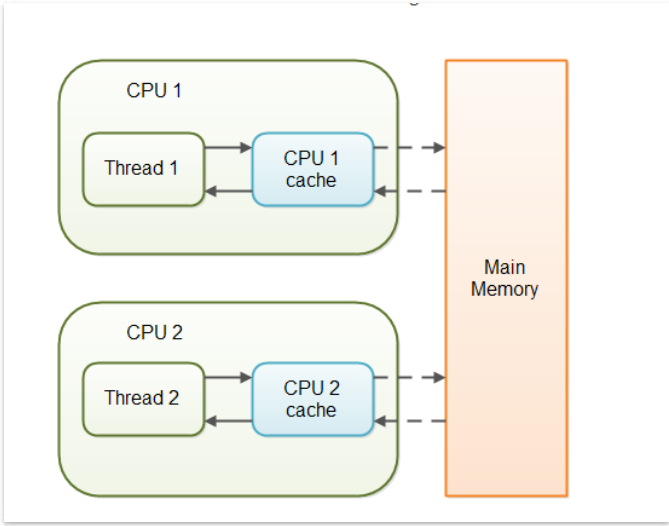 CPU 1
Thread 1
CPU 1
cache
Main
Memory
CPU 2
Thread 2
CPU 2
cache